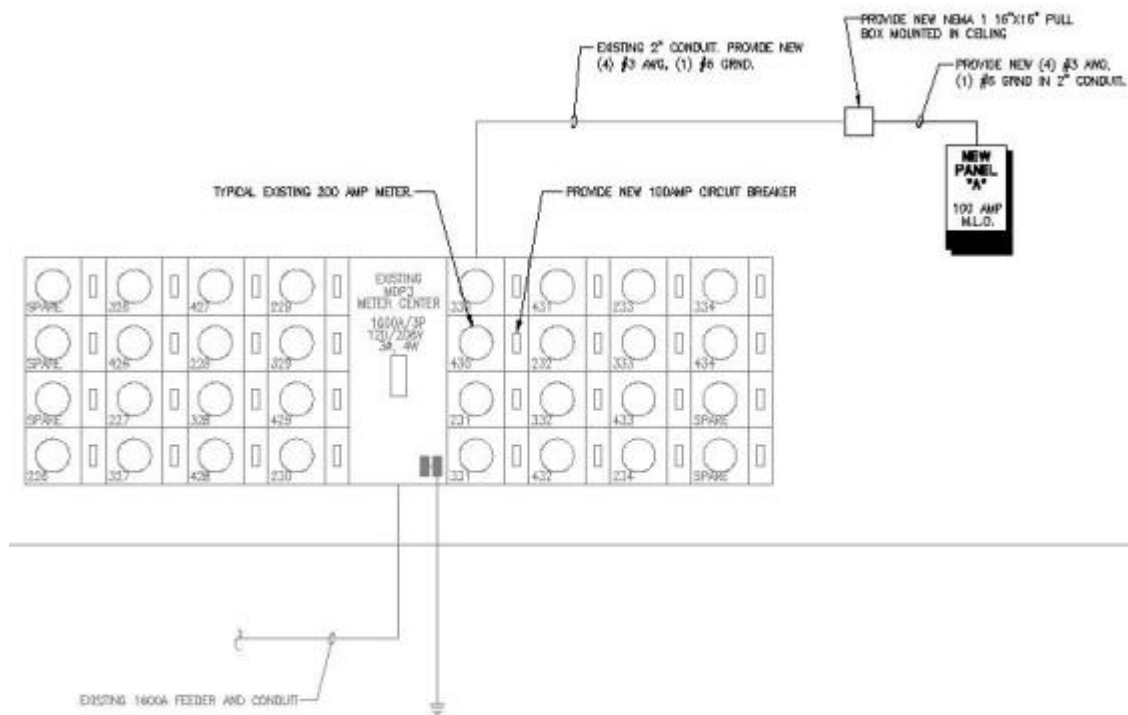 PROVIDE NEW NEMA 1 16"X16" PULL
BOX MOUNTED IN CEILING
EXISTING 2" CONDUIT. PROVIDE NEW
(4) #3 AWG, (1) #6 GRND.
PROVIDE NEW (4) #3 AWG,
(1) #6 GRND IN 2" CONDUIT.
NEW
PANEL
"A"
100 AMP
M.L.O.
TYPICAL EXISTING 200 AMP METER.
PROVIDE NEW 100AMP CIRCUIT BREAKER
EXISTING
MDP3
METER CENTER
1600A/3P
120/208V
3Ø, 4W
SPARE 326 427 229 330 431 233 334
SPARE 426 228 329 430 232 333 434
SPARE 227 328 429 231 332 433 SPARE
226 327 428 230 331 432 234 SPARE
EXISTING 1600A FEEDER AND CONDUIT